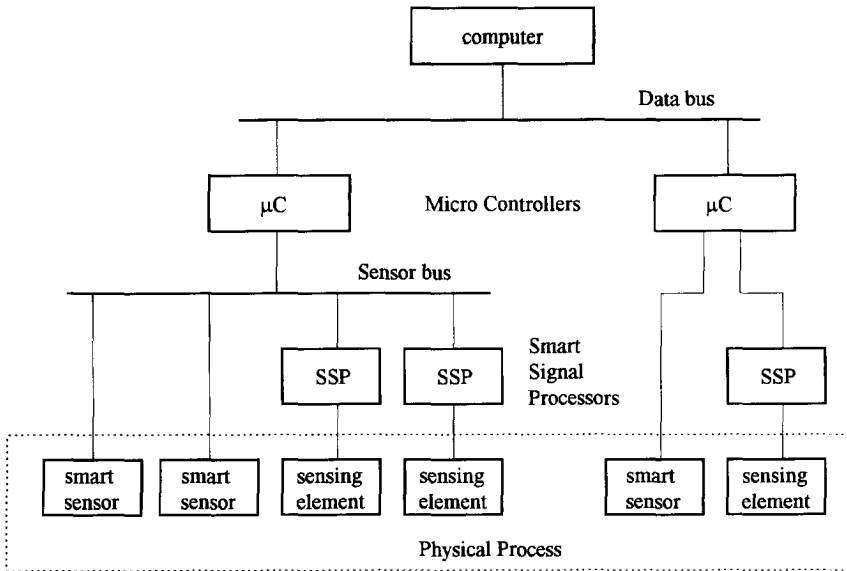 computer
Data bus
μC
Micro Controllers
μC
Sensor bus
SSP
SSP
Smart
Signal
Processors
SSP
smart
sensor
smart
sensor
sensing
element
sensing
element
smart
sensor
sensing
element
Physical Process